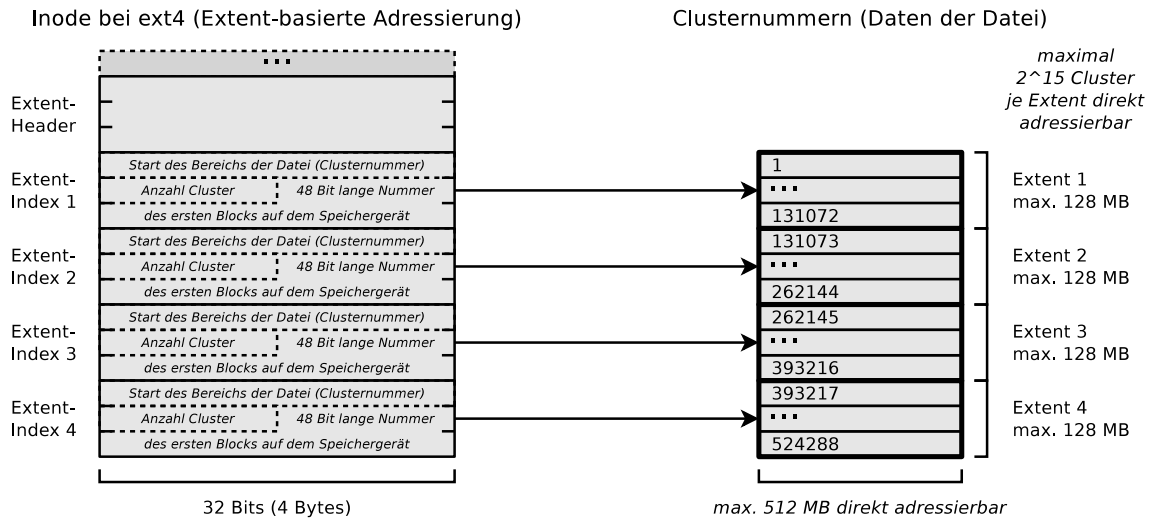 Inode bei ext4 (Extent-basierte Adressierung)
Clusternummern (Daten der Datei)
...
maximal
2^15 Cluster
je Extent direkt
adressierbar
Extent-
Header
Extent-
Index 1
Start des Bereichs der Datei (Clusternummer)
Anzahl Cluster
48 Bit lange Nummer
des ersten Blocks auf dem Speichergerät
1
...
131072
Extent 1
max. 128 MB
Extent-
Index 2
Start des Bereichs der Datei (Clusternummer)
Anzahl Cluster
48 Bit lange Nummer
des ersten Blocks auf dem Speichergerät
131073
...
262144
Extent 2
max. 128 MB
Extent-
Index 3
Start des Bereichs der Datei (Clusternummer)
Anzahl Cluster
48 Bit lange Nummer
des ersten Blocks auf dem Speichergerät
262145
...
393216
Extent 3
max. 128 MB
Extent-
Index 4
Start des Bereichs der Datei (Clusternummer)
Anzahl Cluster
48 Bit lange Nummer
des ersten Blocks auf dem Speichergerät
393217
...
524288
Extent 4
max. 128 MB
32 Bits (4 Bytes)
max. 512 MB direkt adressierbar